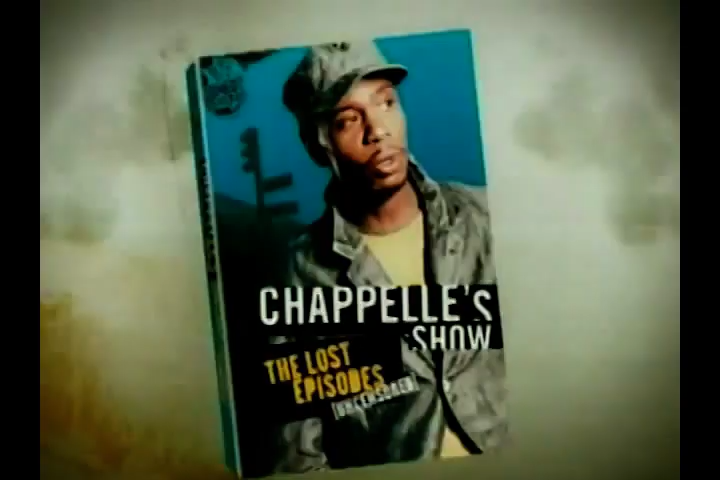 CHAPPELLE'S
SHOW
THE LOST
EPISODES
[UNCENSORED]